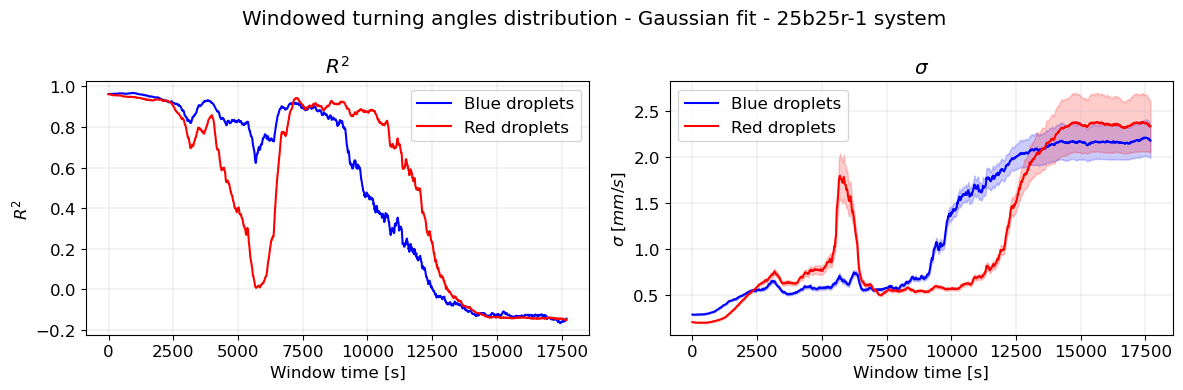 Windowed turning angles distribution - Gaussian fit - 25b25r-1 system
R²
Blue droplets
Red droplets
1.0
0.8
0.6
0.4
0.2
0.0
−0.2
R²
0 2500 5000 7500 10000 12500 15000 17500
Window time [s]
σ
Blue droplets
Red droplets
2.5
2.0
1.5
1.0
0.5
σ [mm/s]
0 2500 5000 7500 10000 12500 15000 17500
Window time [s]